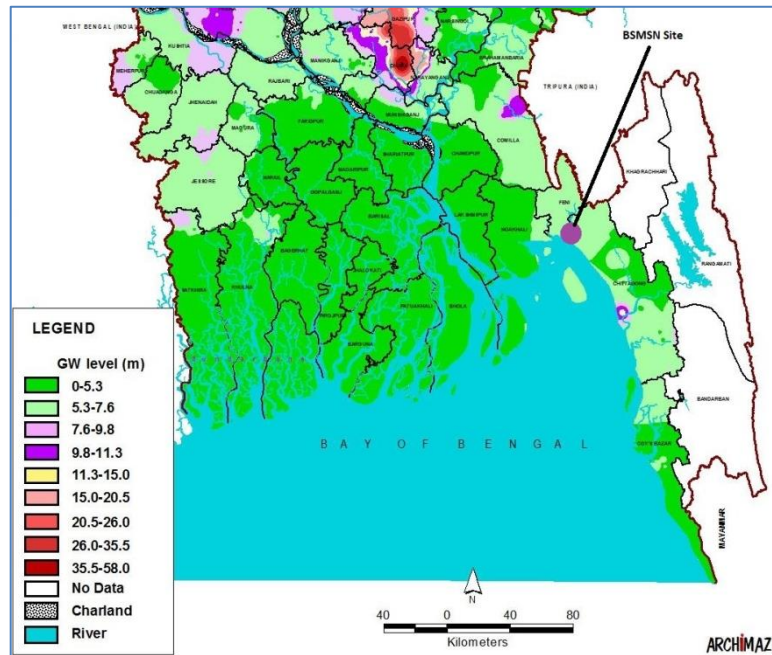 BSMSN Site
WEST BENGAL (INDIA)
KUSHTIA
MEHERPUR
CHUADANGA
JHENAIDAH
RAJBARI
MANIKGANJ
GAZIPUR
DHAKA
BRAHAMANBARIA
TRIPURA (INDIA)
MAGURA
FARIDPUR
MUNSHIGANJ
COMILLA
KHAGRACHHARI
SHARIATPUR
CHANDPUR
JESSORE
NARAIL
MADARIPUR
GOPALGANJ
FENI
LAKSHMIPUR
NOAKHALI
BARISAL
RANGAMATI
SATKHIRA
KHULNA
BAGERHAT
JHALOKATI
PIROJPUR
PATUAKHALI
BHOLA
CHITTAGONG
BARGUNA
BANDARBAN
BAY OF BENGAL
COX'S BAZAR
MAYANMAR
LEGEND
GW level (m)
0-5.3
5.3-7.6
7.6-9.8
9.8-11.3
11.3-15.0
15.0-20.5
20.5-26.0
26.0-35.5
35.5-58.0
No Data
Charland
River
N
40 0 40 80
Kilometers
ARCHIMAZ